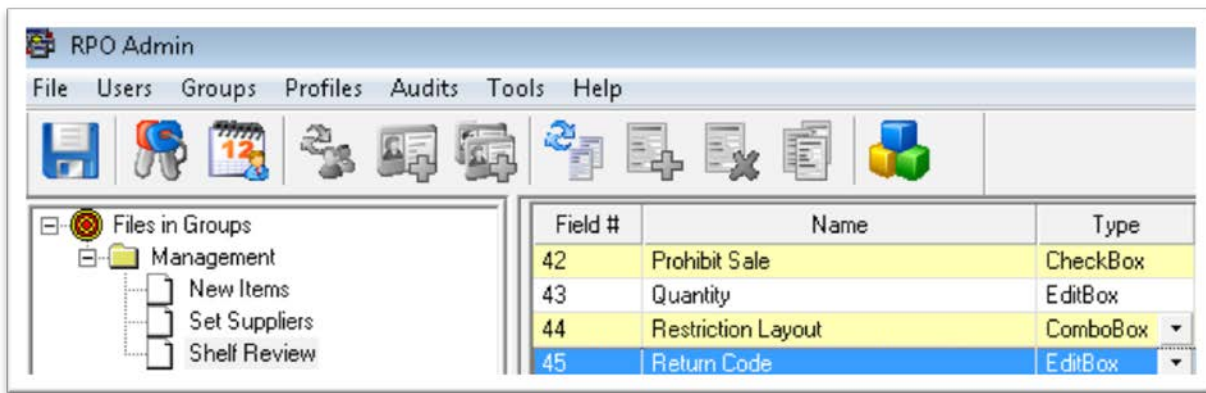 RPO Admin
File Users Groups Profiles Audits Tools Help
12
Files in Groups
Management
New Items
Set Suppliers
Shelf Review
Field # Name Type
42 Prohibit Sale CheckBox
43 Quantity EditBox
44 Restriction Layout ComboBox
45 Return Code EditBox